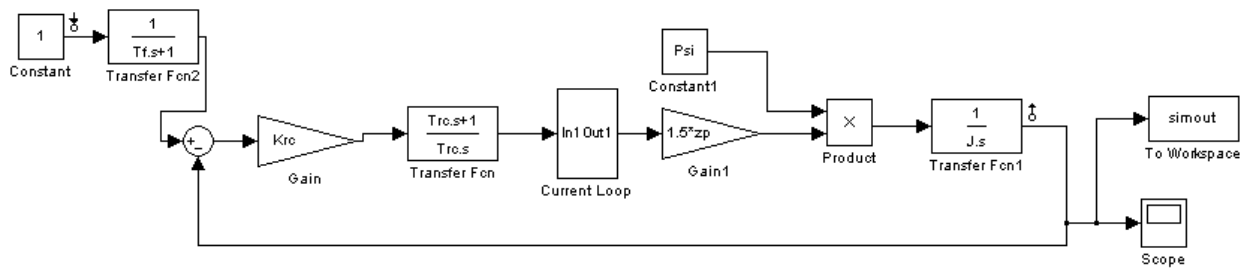 1
Constant
1
Tf.s+1
Transfer Fcn2
+
-
Krc
Gain
Trc.s+1
Trc.s
Transfer Fcn
In1 Out1
Current Loop
Psi
Constant1
1.5*zp
Gain1
×
Product
1
J.s
Transfer Fcn1
simout
To Workspace
Scope